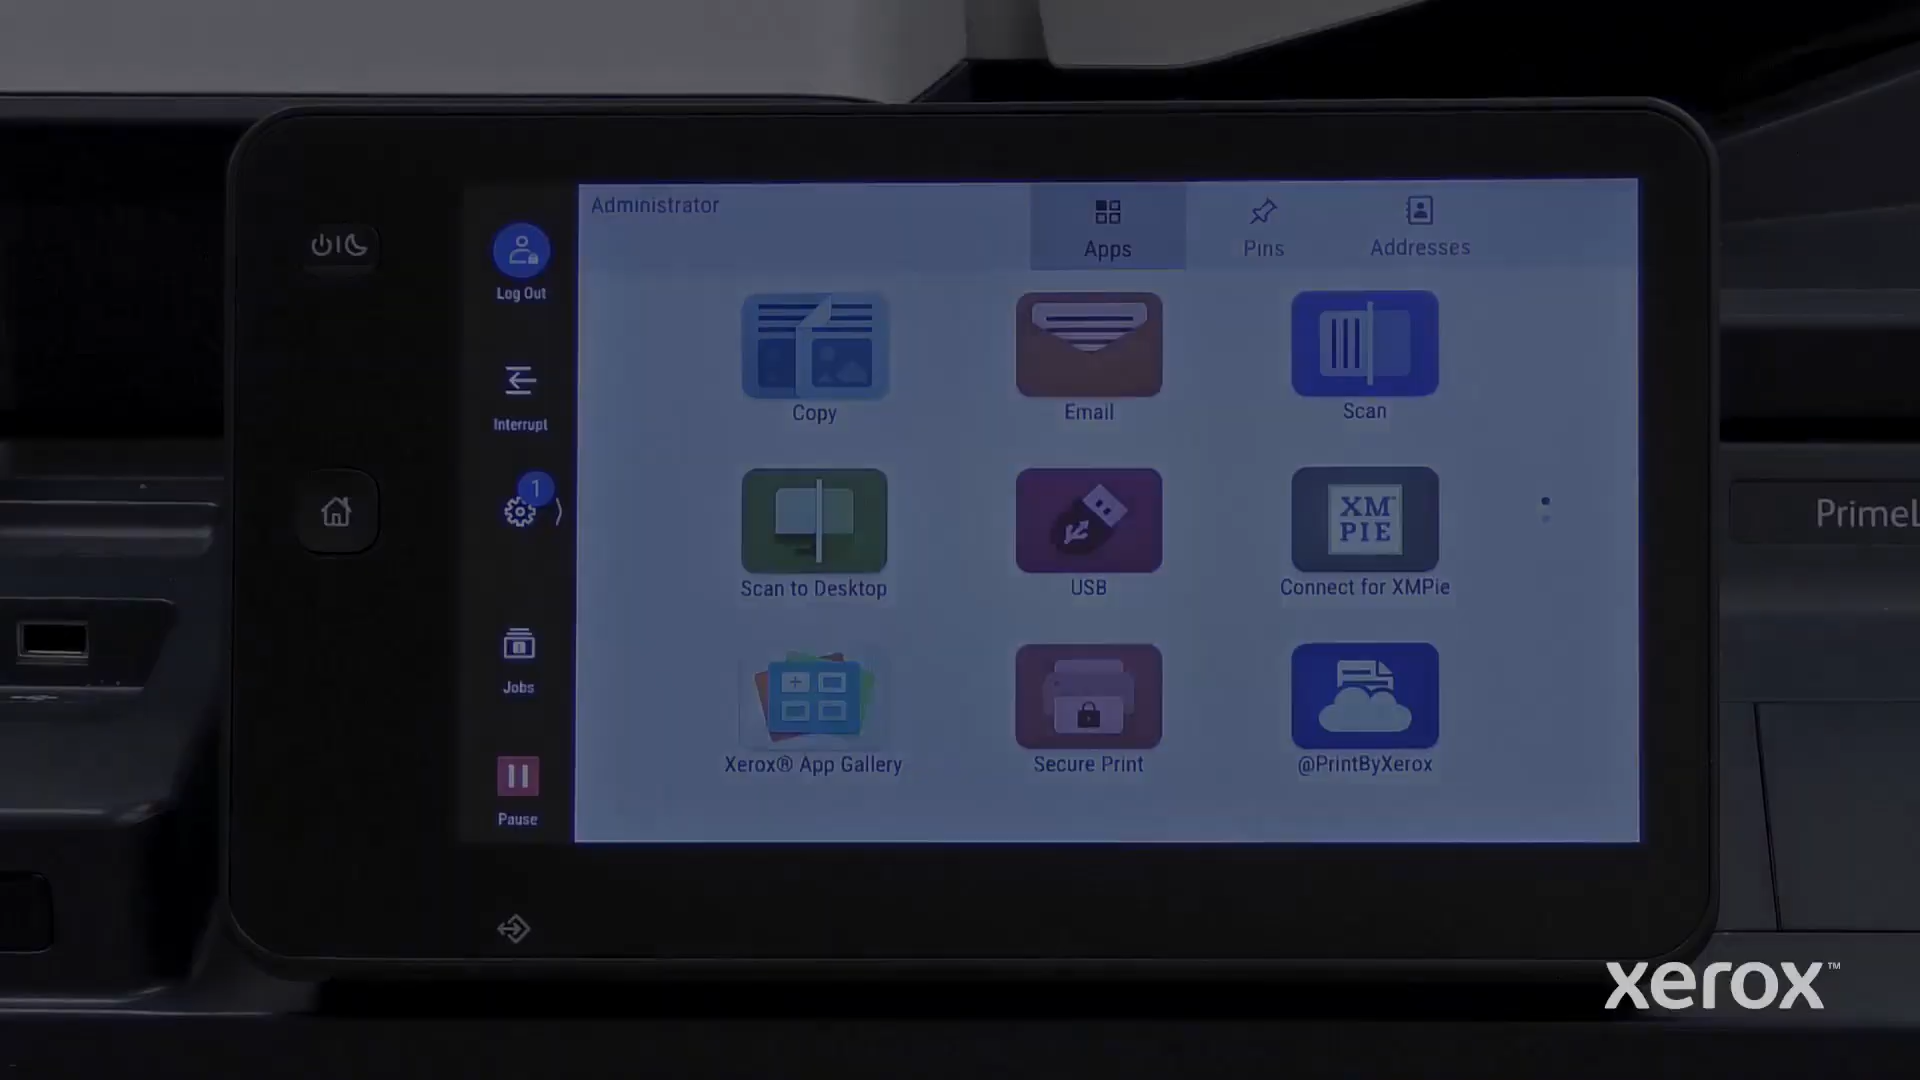 Administrator
Apps
Pins
Addresses
Log Out
Interrupt
1
Jobs
Pause
Copy
Email
Scan
Scan to Desktop
USB
XM
PIE
Connect for XMPie
Xerox® App Gallery
Secure Print
@PrintByXerox
PrimeL
xerox™